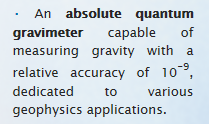 · An absolute quantum
gravimeter capable of
measuring gravity with a
relative accuracy of 10⁻⁹,
dedicated to various
geophysics applications.